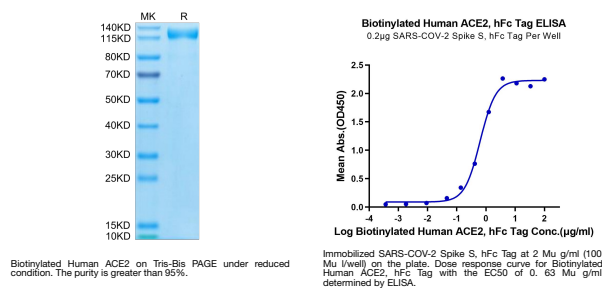 MK R
140KD
115KD
80KD
70KD
50KD
40KD
30KD
25KD
15KD
10KD
Biotinylated Human ACE2 on Tris-Bis PAGE under reduced
condition. The purity is greater than 95%.
Biotinylated Human ACE2, hFc Tag ELISA
0.2μg SARS-COV-2 Spike S, hFc Tag Per Well
Mean Abs.(OD450)
2.5
2.0
1.5
1.0
0.5
0.0
-4 -3 -2 -1 0 1 2 3
Log Biotinylated Human ACE2, hFc Tag Conc.(μg/ml)
Immobilized SARS-COV-2 Spike S, hFc Tag at 2 Mu g/ml (100
Mu l/well) on the plate. Dose response curve for Biotinylated
Human ACE2, hFc Tag with the EC50 of 0. 63 Mu g/ml
determined by ELISA.